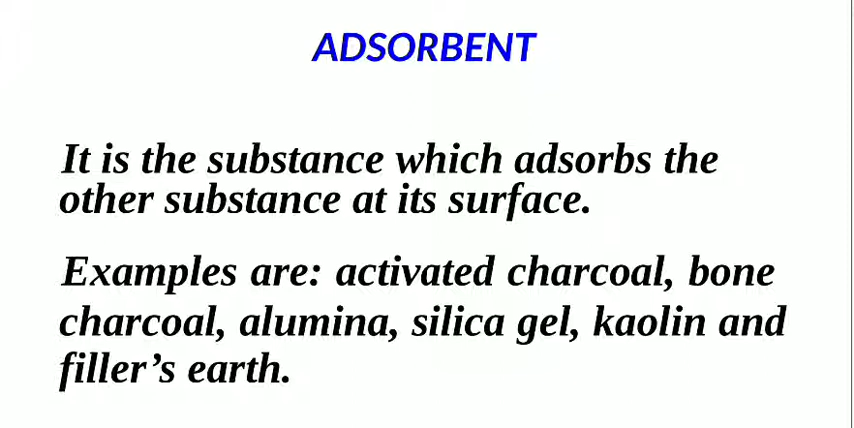 ADSORBENT
It is the substance which adsorbs the
other substance at its surface.
Examples are: activated charcoal, bone
charcoal, alumina, silica gel, kaolin and
filler’s earth.